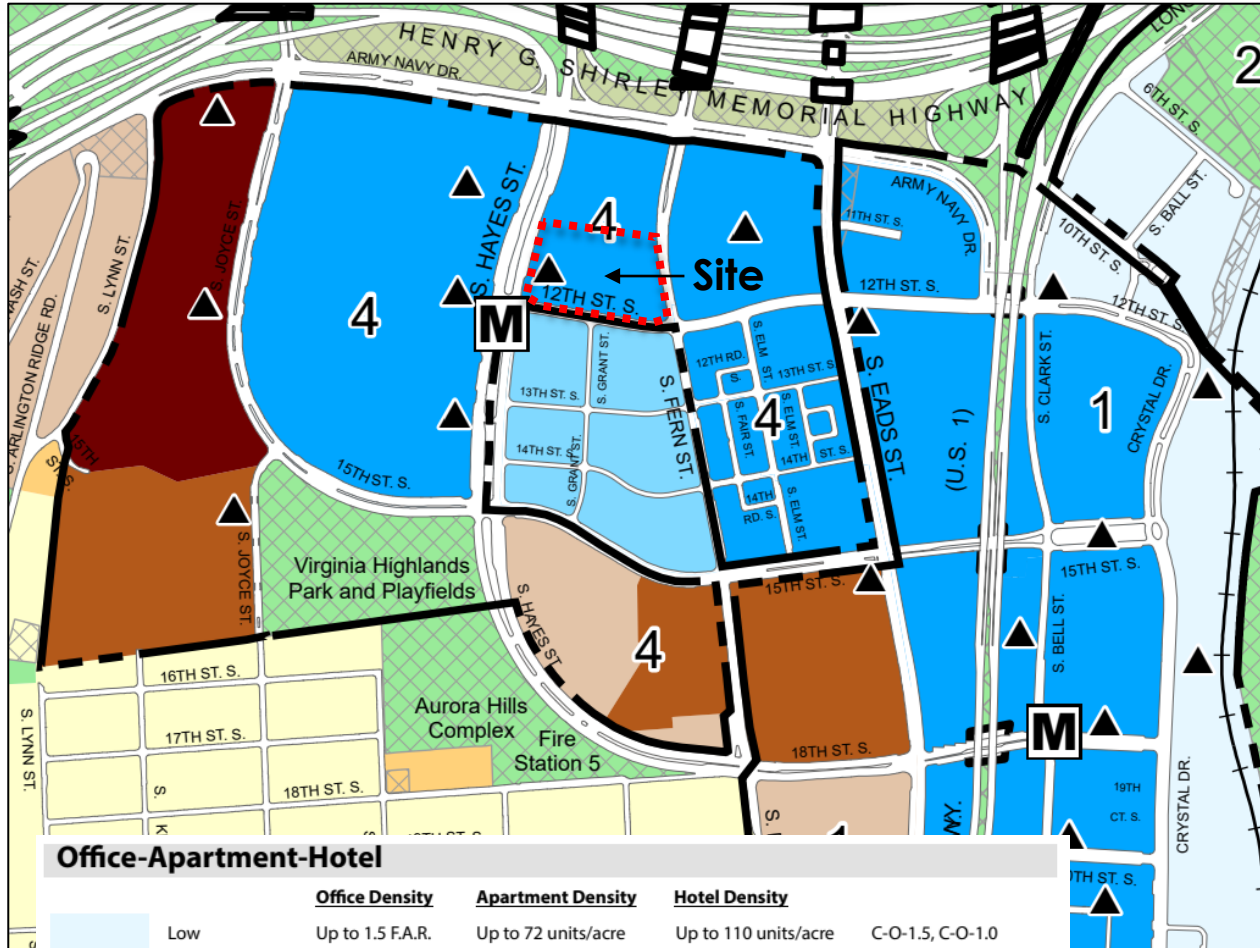 HENRY G. SHIRLEY MEMORIAL HIGHWAY
ARMY NAVY DR.
2
6TH ST. S.
S. BALL ST.
10TH ST. S.
S. JOYCE ST.
S. LYNN ST.
S. ARLINGTON RIDGE RD.
S. HAYES ST.
4
4
Site
12TH ST. S.
M
ARMY NAVY DR.
11TH ST. S.
12TH ST. S.
12TH ST. S.
4
S. GRANT ST.
13TH ST. S.
14TH ST. S.
S. GRANT ST.
S. FERN ST.
12TH RD. S.
S. ELM ST.
13TH ST. S.
S. FAIR ST.
S. ELM ST.
4
14TH ST. S.
14TH RD. S.
S. ELM ST.
S. EADS ST.
(U.S. 1)
S. CLARK ST.
1
CRYSTAL DR.
15TH ST. S.
15TH ST. S.
S. JOYCE ST.
Virginia Highlands
Park and Playfields
S. HAYES ST.
4
15TH ST. S.
15TH ST. S.
S. BELL ST.
16TH ST. S.
17TH ST. S.
18TH ST. S.
S. LYNN ST.
Aurora Hills
Complex
Fire
Station 5
18TH ST. S.
M
19TH
CT. S.
CRYSTAL DR.
Office-Apartment-Hotel
Office Density Apartment Density Hotel Density
Low Up to 1.5 F.A.R. Up to 72 units/acre Up to 110 units/acre C-O-1.5, C-O-1.0